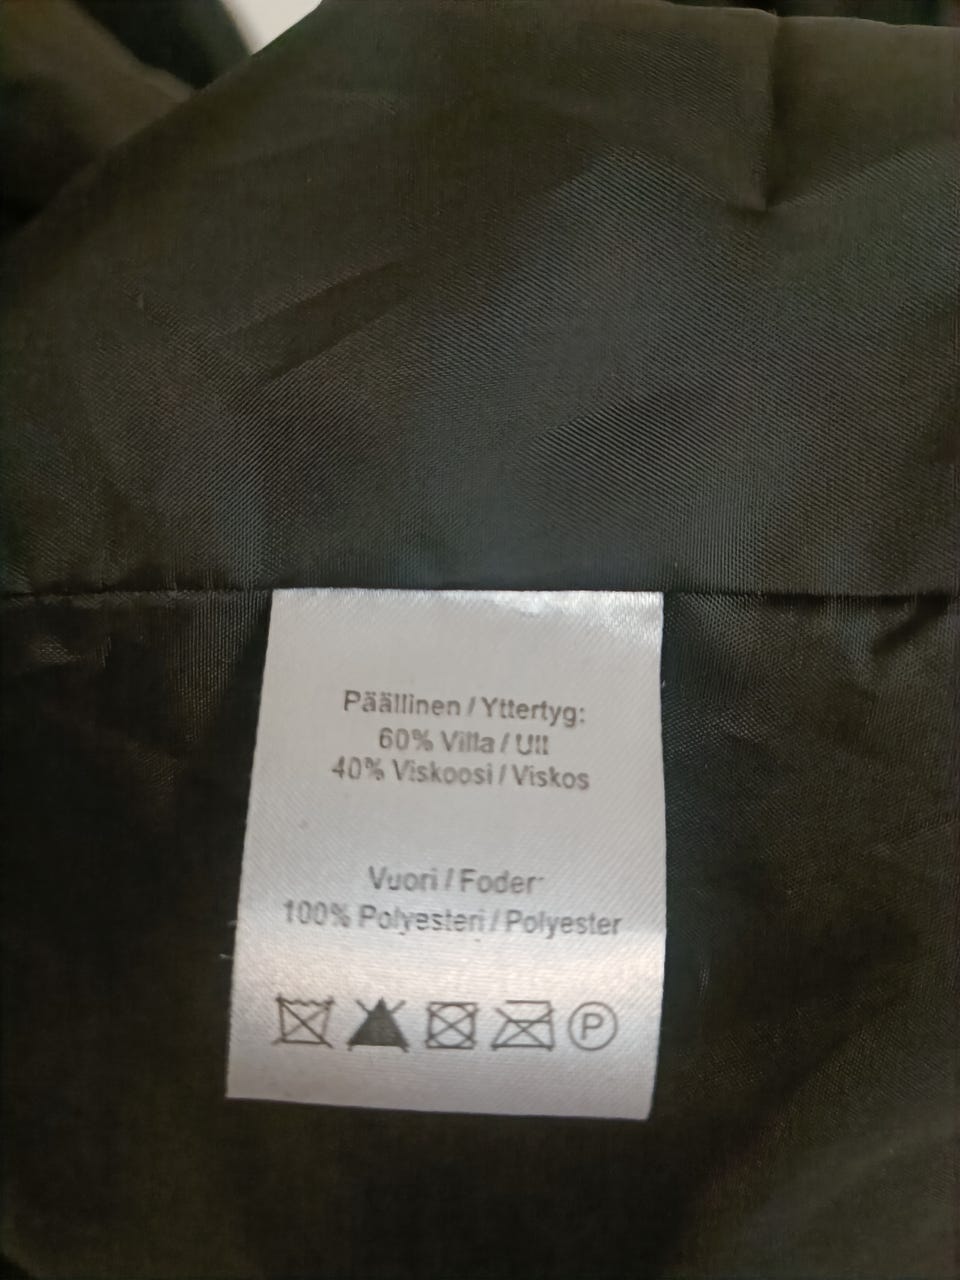 Päällinen / Yttertyg:
60% Villa / Ull
40% Viskoosi / Viskos
Vuori / Foder
100% Polyesteri / Polyester
P